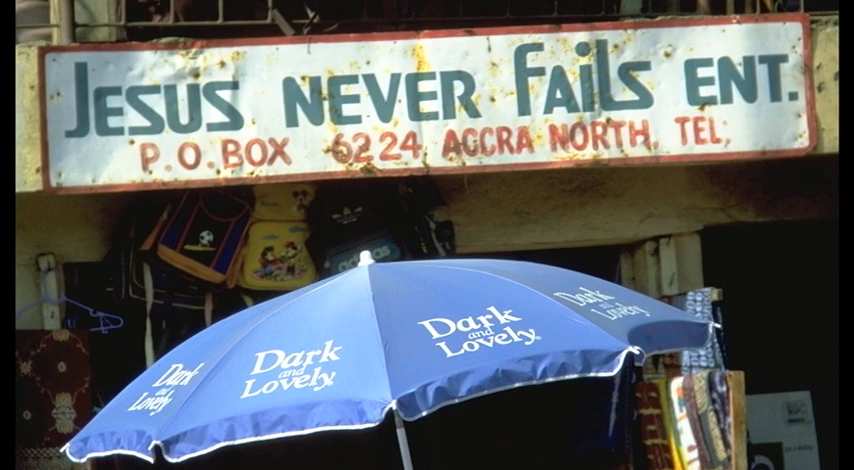 JESUS NEVER FAILS ENT.
P.O.BOX 6224 ACCRA NORTH, TEL;
adidas
Dark
and
Lovely
Dark
and
Lovely
Dark
and
Lovely
Dark
and
Lovely